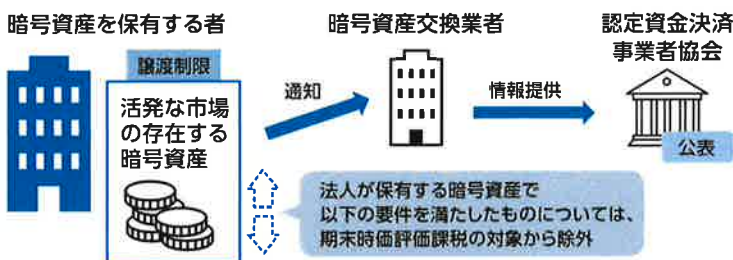 暗号資産を保有する者
譲渡制限
活発な市場
の存在する
暗号資産
通知
暗号資産交換業者
情報提供
認定資金決済
事業者協会
公表
法人が保有する暗号資産で
以下の要件を満たしたものについては、
期末時価評価課税の対象から除外